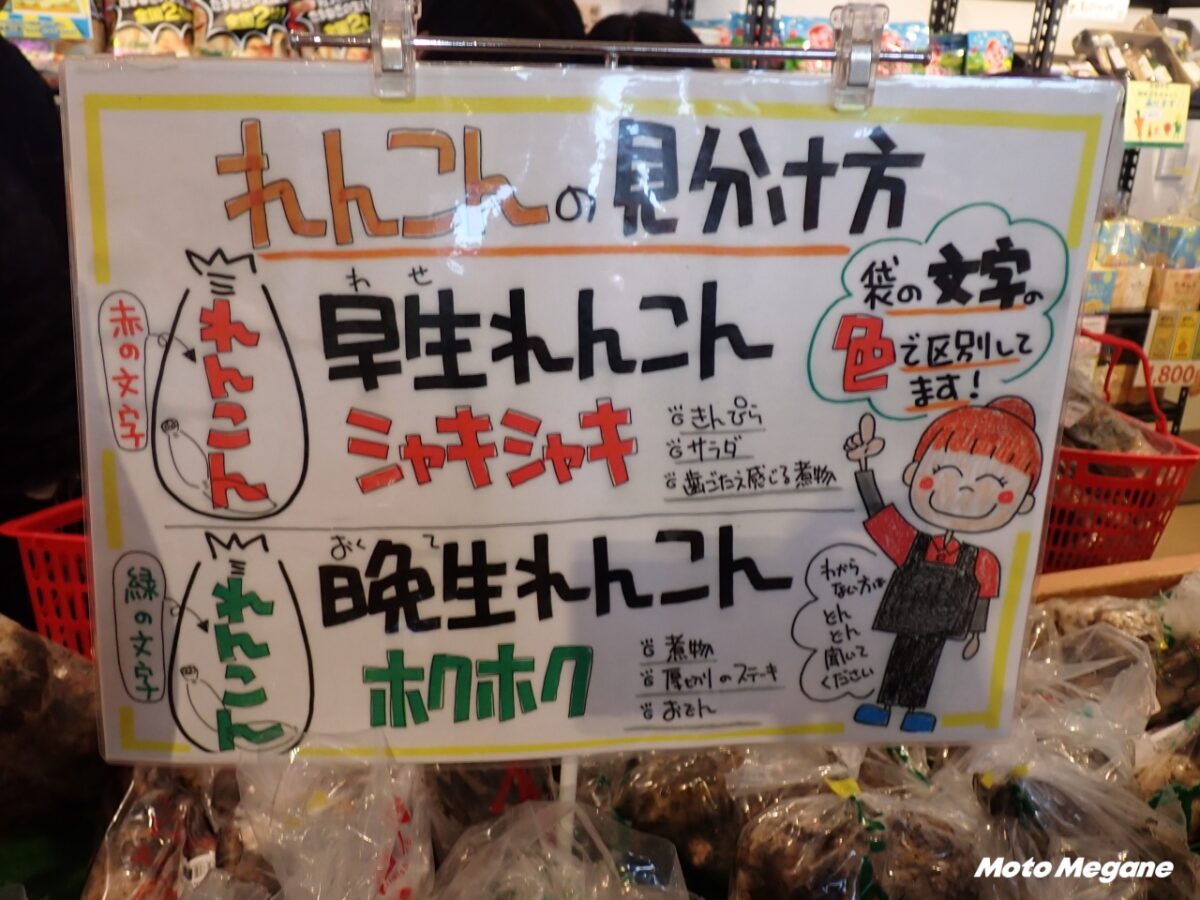 れんこんの見分け方
袋の文字の
色で区別して
ます!
赤の文字
れんこん
わせ
早生れんこん
シャキシャキ
きんぴら
サラダ
歯ごたえ感じる煮物
緑の文字
れんこん
おくて
晩生れんこん
ホクホク
煮物
厚切りのステーキ
おでん
わから
ない方は
どん
どん
聞いて
ください
1,800
Moto Megane